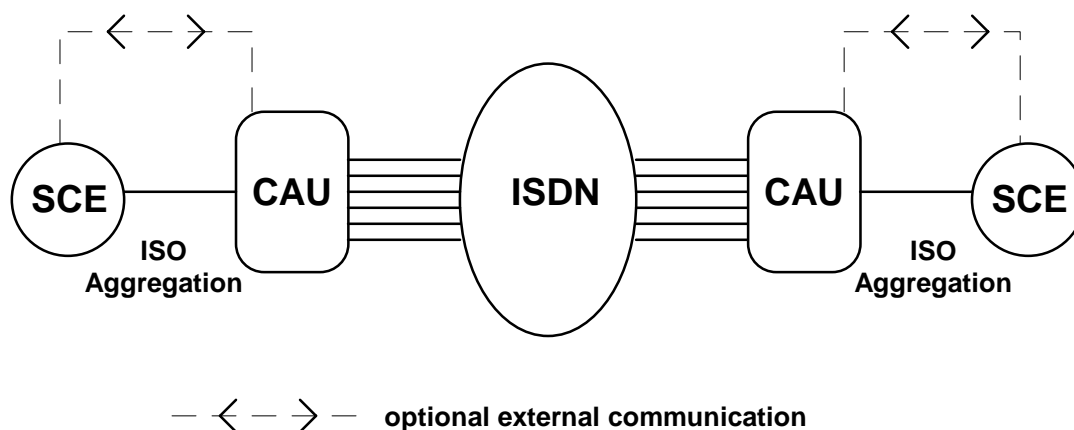 SCE
CAU
ISDN
CAU
SCE
ISO
Aggregation
ISO
Aggregation
optional external communication